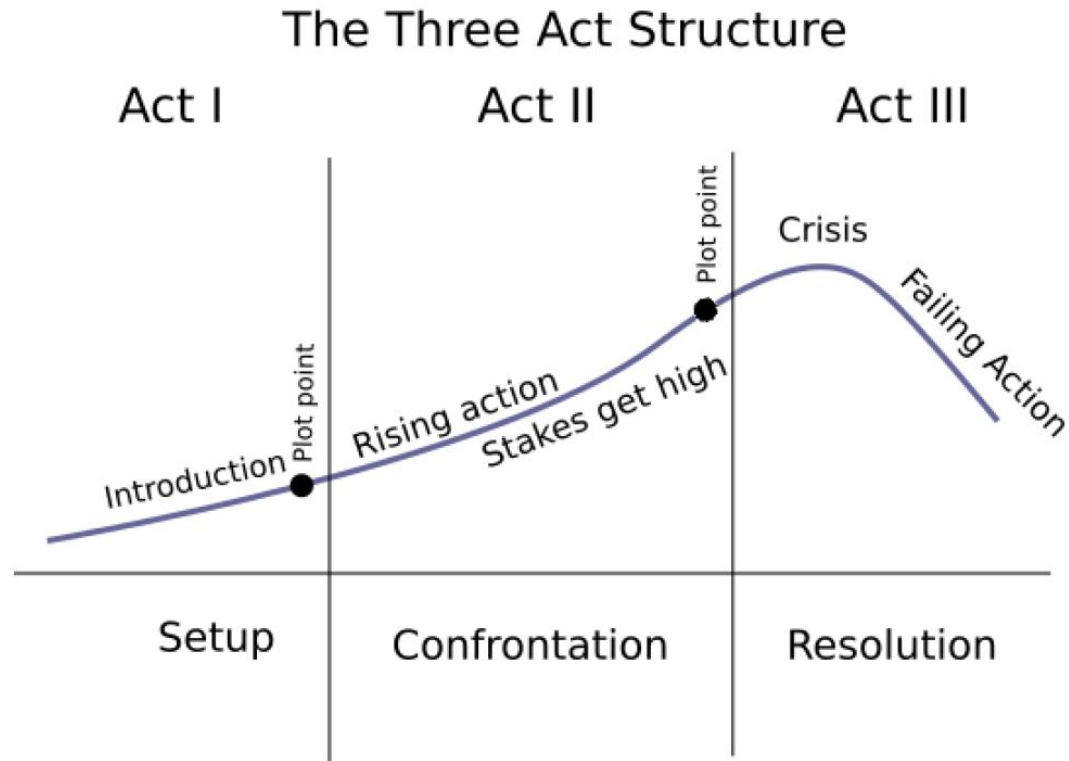 The Three Act Structure
Act I
Act II
Act III
Introduction
Plot point
Rising action
Stakes get high
Plot point
Crisis
Failing Action
Setup
Confrontation
Resolution